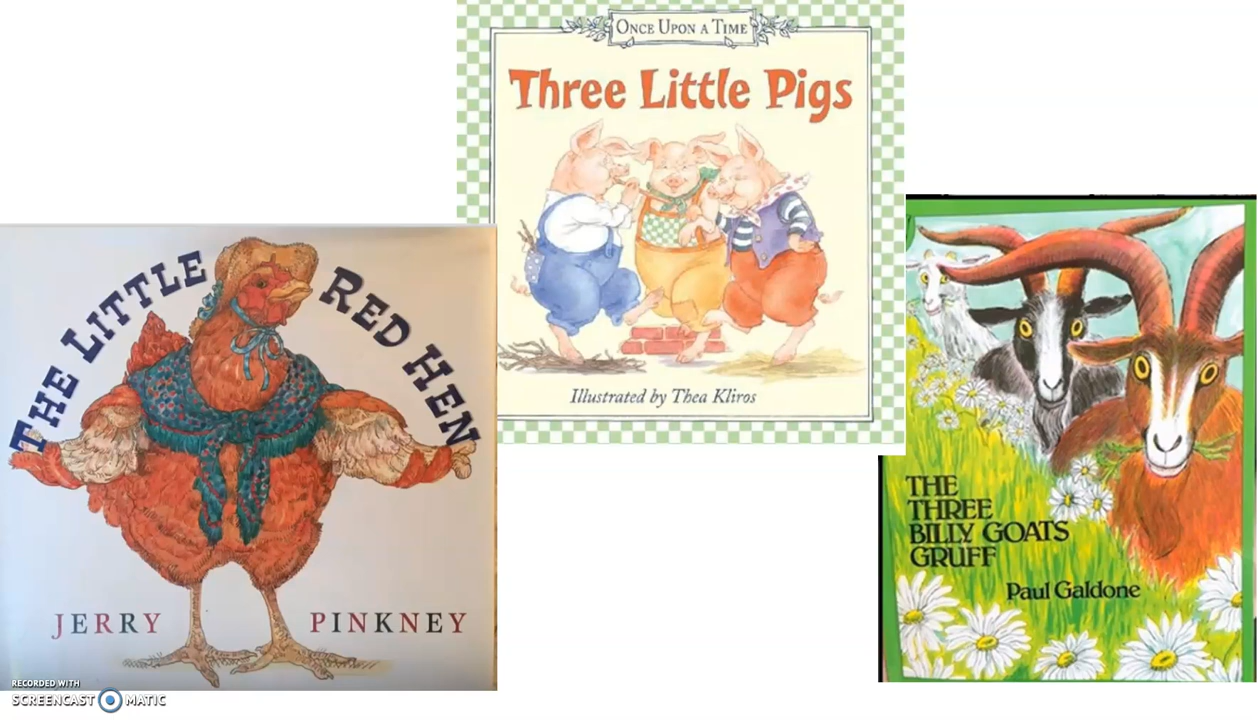 ONCE UPON A TIME
Three Little Pigs
Illustrated by Thea Kliros
THE LITTLE RED HEN
JERRY PINKNEY
THE
THREE
BILLY GOATS
GRUFF
Paul Galdone
RECORDED WITH
SCREENCAST MATIC